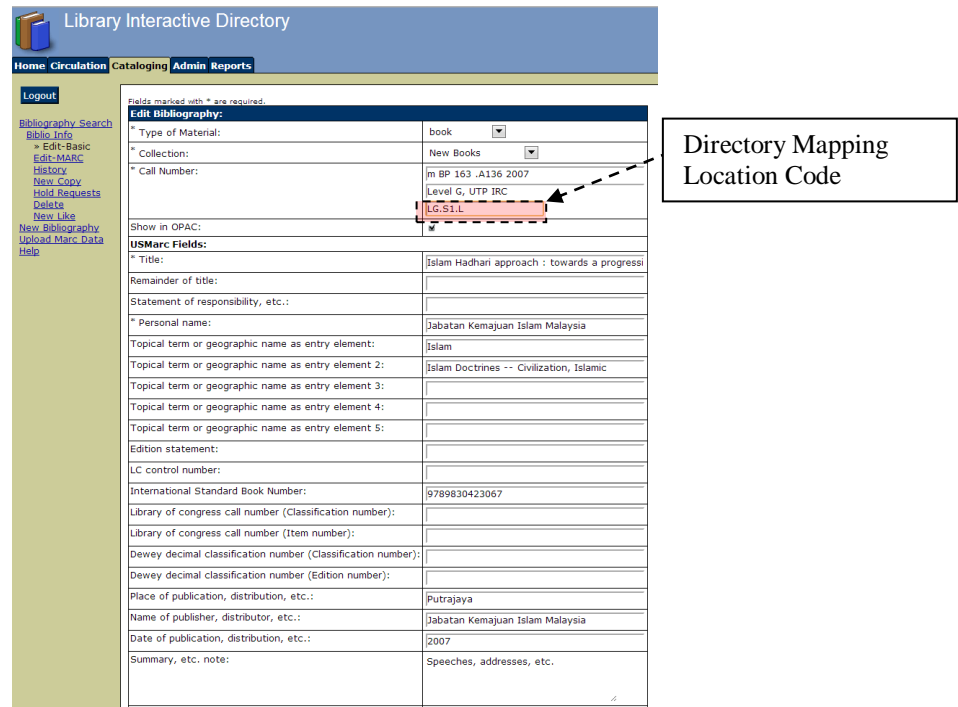 Library Interactive Directory
Home Circulation Cataloging Admin Reports
Logout
Bibliography Search
Biblio Info
» Edit-Basic
Edit-MARC
History
New Copy
Hold Requests
Delete
New Like
New Bibliography
Upload Marc Data
Help
Fields marked with * are required.
Edit Bibliography:
* Type of Material: book
* Collection: New Books
* Call Number: m BP 163 .A136 2007
Level G, UTP IRC
LG.S1.L
Directory Mapping
Location Code
Show in OPAC:
USMarc Fields:
* Title: Islam Hadhari approach : towards a progressi
Remainder of title:
Statement of responsibility, etc.:
* Personal name: Jabatan Kemajuan Islam Malaysia
Topical term or geographic name as entry element: Islam
Topical term or geographic name as entry element 2: Islam Doctrines -- Civilization, Islamic
Topical term or geographic name as entry element 3:
Topical term or geographic name as entry element 4:
Topical term or geographic name as entry element 5:
Edition statement:
LC control number:
International Standard Book Number: 9789830423067
Library of congress call number (Classification number):
Library of congress call number (Item number):
Dewey decimal classification number (Classification number):
Dewey decimal classification number (Edition number):
Place of publication, distribution, etc.: Putrajaya
Name of publisher, distributor, etc.: Jabatan Kemajuan Islam Malaysia
Date of publication, distribution, etc.: 2007
Summary, etc. note: Speeches, addresses, etc.